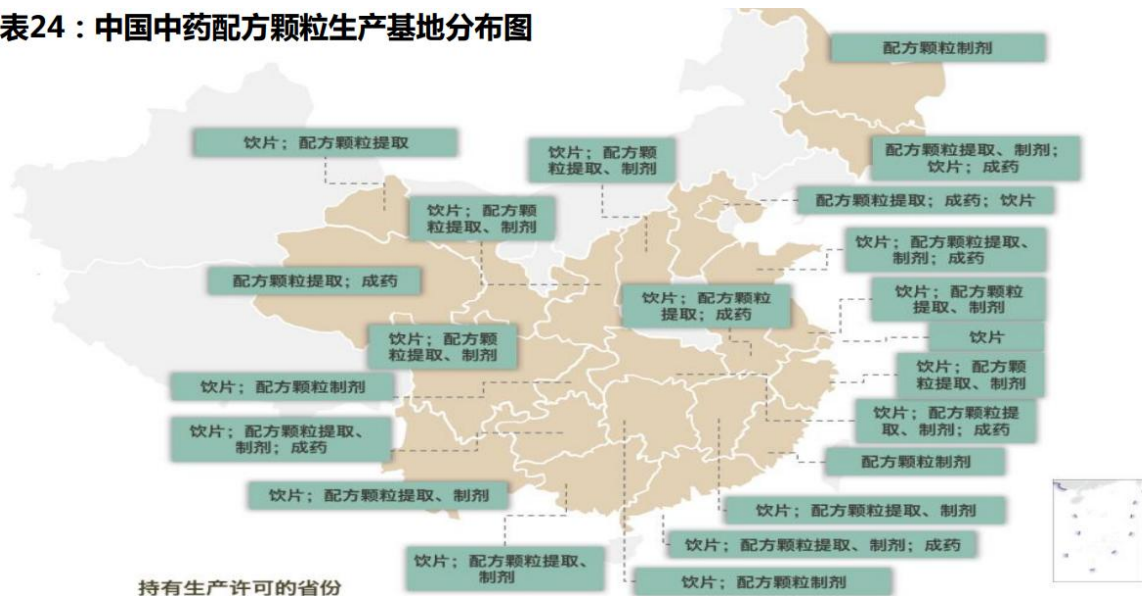 表24：中国中药配方颗粒生产基地分布图
配方颗粒制剂
饮片；配方颗粒提取
饮片；配方颗
粒提取、制剂
配方颗粒提取、制剂；
饮片；成药
配方颗粒提取；成药；饮片
饮片；配方颗
粒提取、制剂
饮片；配方颗粒提取、
制剂；成药
配方颗粒提取；成药
饮片；配方颗粒
提取；成药
饮片；配方颗粒
提取、制剂
饮片
饮片；配方颗
粒提取、制剂
饮片；配方颗
粒提取、制剂
饮片；配方颗粒制剂
饮片；配方颗粒提
取、制剂；成药
饮片；配方颗粒提取、
制剂；成药
配方颗粒制剂
饮片；配方颗粒提取、制剂
饮片；配方颗粒提取、制剂
饮片；配方颗粒提取、制剂；成药
饮片；配方颗粒提取、
制剂
饮片；配方颗粒制剂
持有生产许可的省份